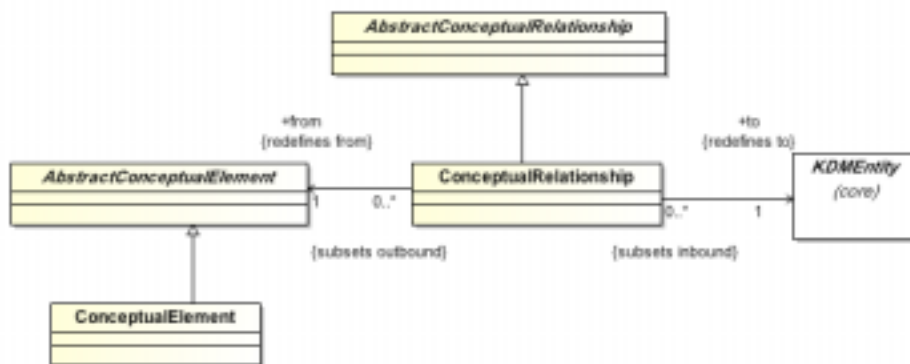 AbstractConceptualRelationship
+from
{redefines from}
+to
{redefines to}
AbstractConceptualElement
ConceptualRelationship
KDMEntity
(core)
1
0..*
0..*
1
{subsets outbound}
{subsets inbound}
ConceptualElement